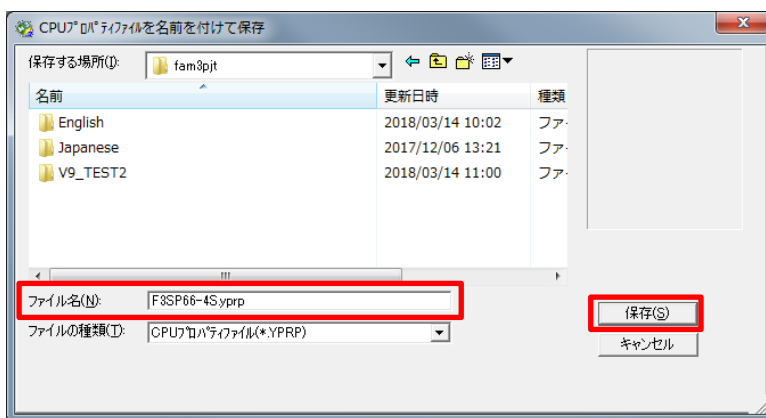 CPUﾌﾟﾛﾊﾟﾃｨﾌｧｲﾙを名前を付けて保存
保存する場所(I): fam3pjt
名前 更新日時 種類
English 2018/03/14 10:02 ファ
Japanese 2017/12/06 13:21 ファ
V9_TEST2 2018/03/14 11:00 ファ
ファイル名(N): F3SP66-4S.yprp
保存(S)
ファイルの種類(T): CPUﾌﾟﾛﾊﾟﾃｨﾌｧｲﾙ(*.YPRP)
キャンセル